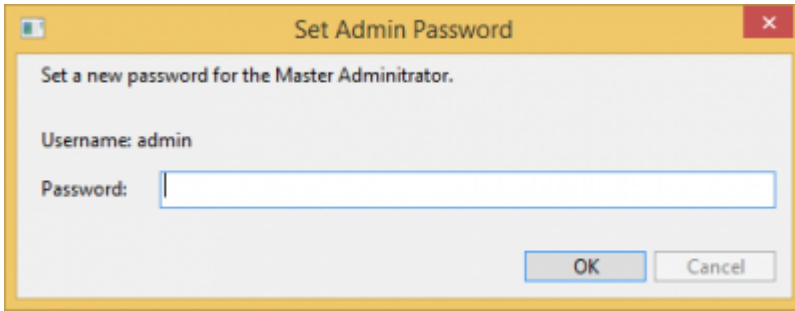 Set Admin Password
Set a new password for the Master Adminitrator.
Username: admin
Password:
OK Cancel